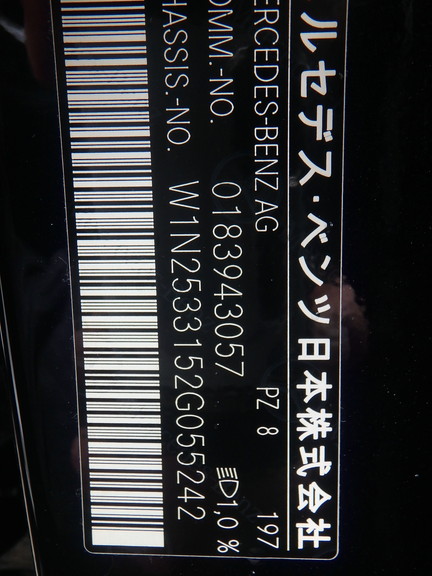 ルセデス・ベンツ 日本株式会社
ERCEDES-BENZ AG PZ 8 197
OMM.-NO. 0183943057 1,0 %
HASSIS.-NO. W1N2533152G055242